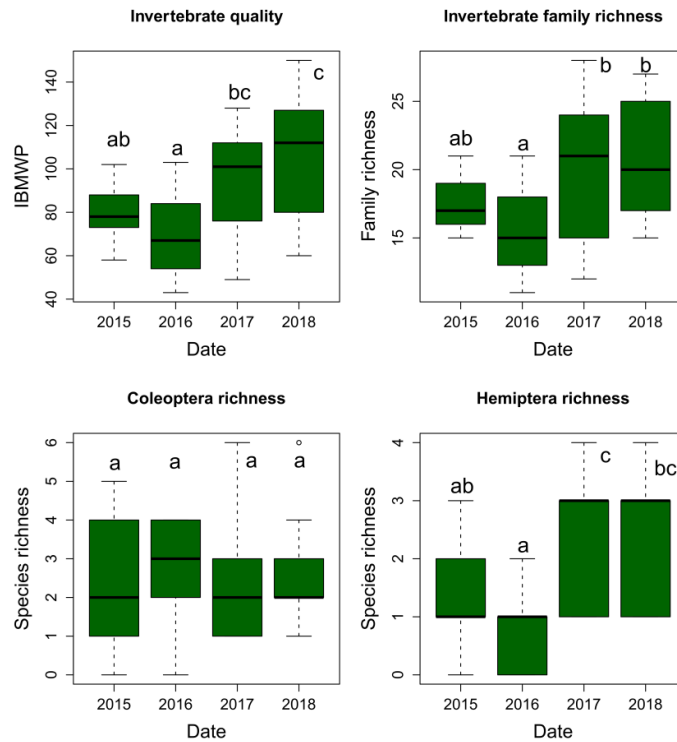 Invertebrate quality
IBMWP
140
120
100
80
60
40
ab
a
bc
c
2015 2016 2017 2018
Date
Invertebrate family richness
Family richness
25
20
15
ab
a
b
b
2015 2016 2017 2018
Date
Coleoptera richness
Species richness
6
5
4
3
2
1
0
a
a
a
a
2015 2016 2017 2018
Date
Hemiptera richness
Species richness
4
3
2
1
0
ab
a
c
bc
2015 2016 2017 2018
Date